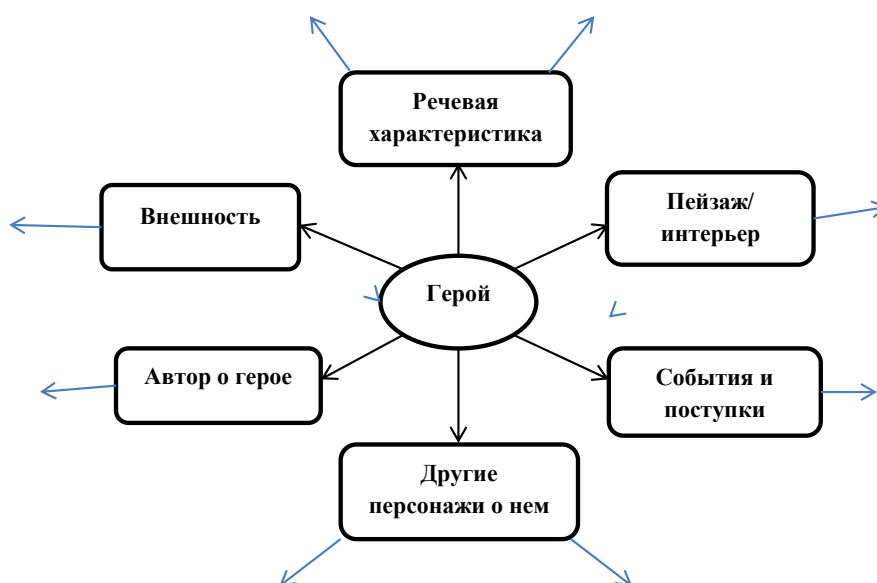 Речевая
характеристика
Внешность
Пейзаж/
интерьер
Герой
Автор о герое
События и
поступки
Другие
персонажи о нем